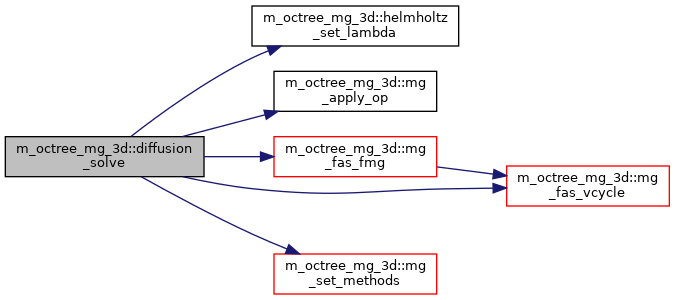 m_octree_mg_3d::helmholtz
_set_lambda
m_octree_mg_3d::mg
_apply_op
m_octree_mg_3d::diffusion
_solve
m_octree_mg_3d::mg
_fas_fmg
m_octree_mg_3d::mg
_fas_vcycle
m_octree_mg_3d::mg
_set_methods